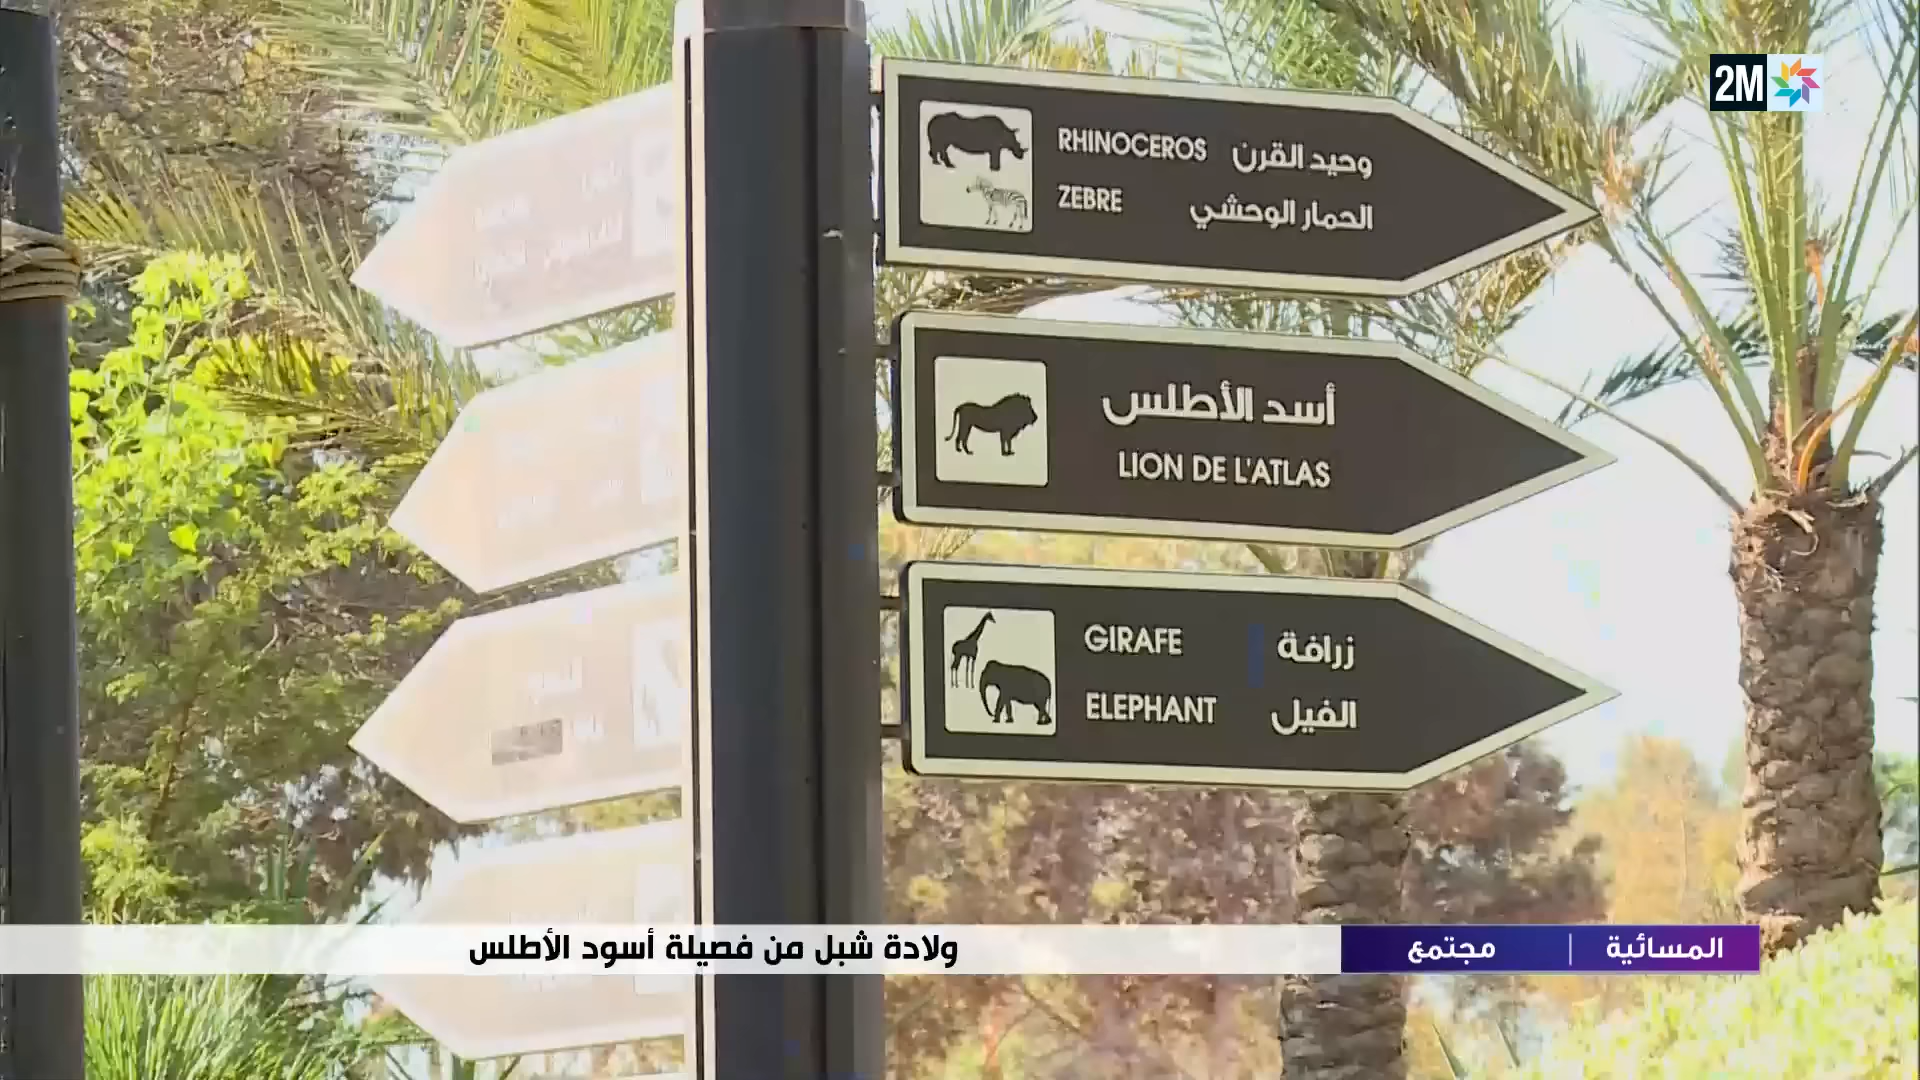 2M
RHINOCEROS وحيد القرن
ZEBRE الحمار الوحشي
أسد الأطلس
LION DE L'ATLAS
GIRAFE زرافة
ELEPHANT الفيل
المسائية | مجتمع
ولادة شبل من فصيلة أسود الأطلس